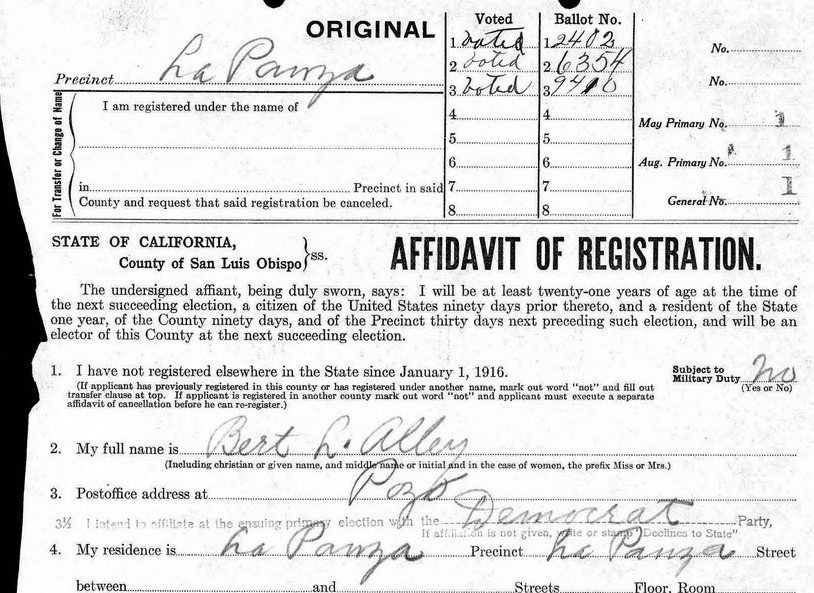 ORIGINAL
Voted Ballot No.
1 voted 1 2402
2 voted 2 6354
3 voted 3 9410
4 4
5 5
6 6
7 7
8 8
No.
No.
May Primary No. 1
Aug. Primary No. 1
General No. 1
Precinct La Panza
For Transfer or Change of Name
I am registered under the name of
in Precinct in said
County and request that said registration be canceled.
STATE OF CALIFORNIA,
County of San Luis Obispo } ss.
AFFIDAVIT OF REGISTRATION.
The undersigned affiant, being duly sworn, says: I will be at least twenty-one years of age at the time of
the next succeeding election, a citizen of the United States ninety days prior thereto, and a resident of the State
one year, of the County ninety days, and of the Precinct thirty days next preceding such election, and will be an
elector of this County at the next succeeding election.
1. I have not registered elsewhere in the State since January 1, 1916.
(If applicant has previously registered in this county or has registered under another name, mark out word "not" and fill out
transfer clause at top. If applicant is registered in another county mark out word "not" and applicant must execute a separate
affidavit of cancellation before he can re-register.)
Subject to
Military Duty no
(Yes or No)
2. My full name is Bert L. Alley
(Including christian or given name, and middle name or initial and in the case of women, the prefix Miss or Mrs.)
3. Postoffice address at Pozo
3½ I intend to affiliate at the ensuing primary election with the Democrat Party,
If affiliation is not given, write or stamp "Declines to State"
4. My residence is La Panza Precinct La Panza Street
between and Streets Floor, Room